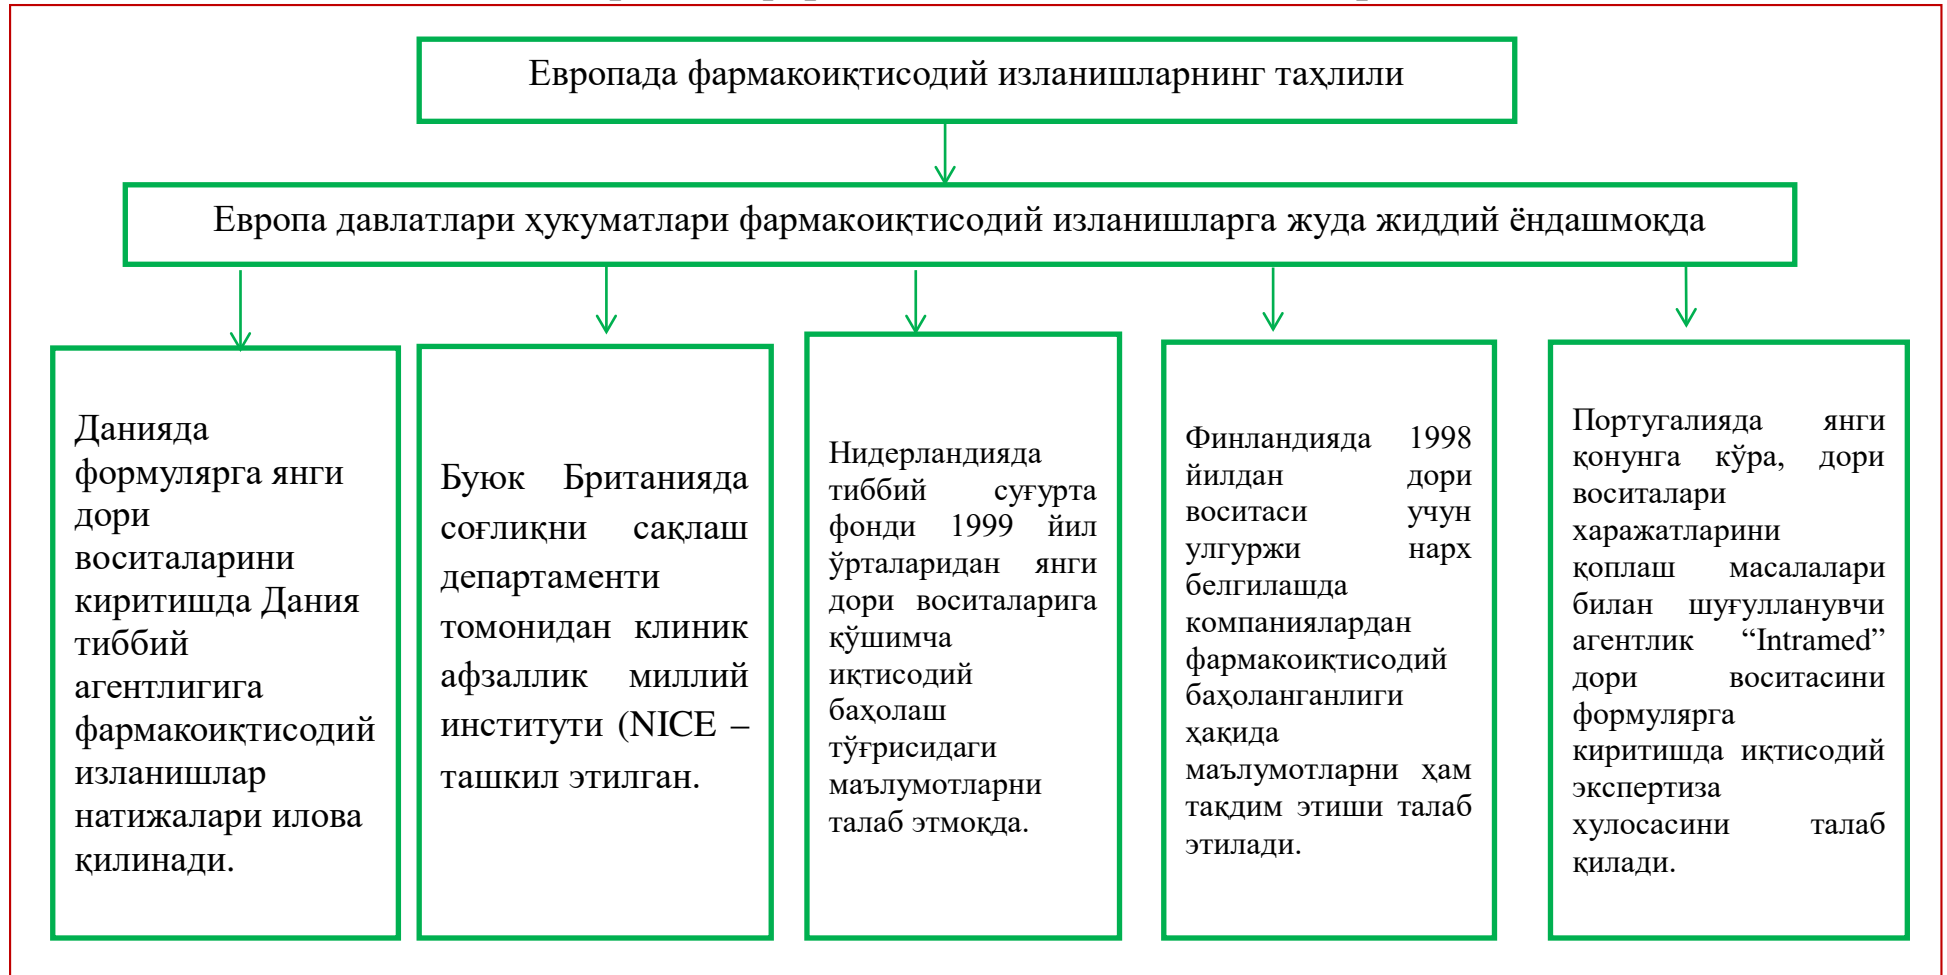 Европада фармакоиқтисодий изланишларнинг таҳлили
Европа давлатлари ҳукуматлари фармакоиқтисодий изланишларга жуда жиддий ёндашмоқда
Данияда
формулярга янги
дори
воситаларини
киритишда Дания
тиббий
агентлигига
фармакоиқтисодий
изланишлар
натижалари илова
қилинади.
Буюк Британияда
соғлиқни сақлаш
департаменти
томонидан клиник
афзаллик миллий
институти (NICE –
ташкил этилган.
Нидерландияда
тиббий суғурта
фонди 1999 йил
ўрталаридан янги
дори воситаларига
қўшимча
иқтисодий
баҳолаш
тўғрисидаги
маълумотларни
талаб этмоқда.
Финландияда 1998
йилдан дори
воситаси учун
улгуржи нарх
белгилашда
компаниялардан
фармакоиқтисодий
баҳоланганлиги
ҳақида
маълумотларни ҳам
тақдим этиши талаб
этилади.
Португалияда янги
қонунга кўра, дори
воситалари
харажатларини
қоплаш масалалари
билан шуғулланувчи
агентлик “Intramed”
дори воситасини
формулярга
киритишда иқтисодий
экспертиза
хулосасини талаб
қилади.